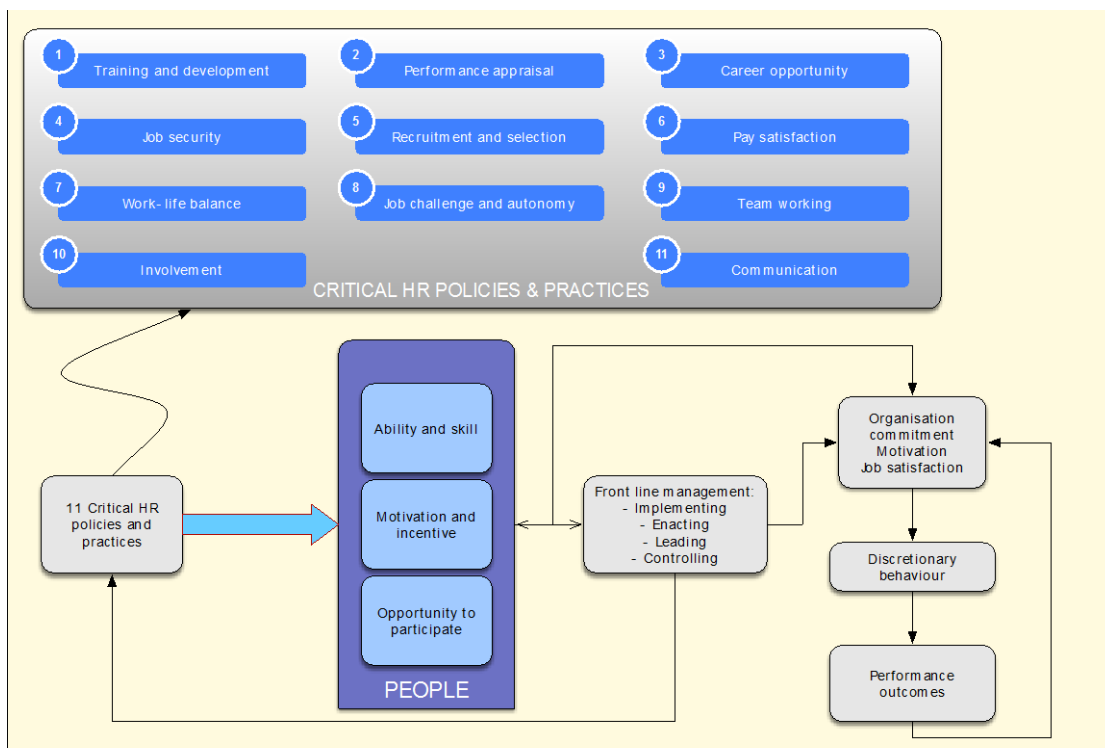 1
Training and development
2
Performance appraisal
3
Career opportunity
4
Job security
5
Recruitment and selection
6
Pay satisfaction
7
Work- life balance
8
Job challenge and autonomy
9
Team working
10
Involvement
11
Communication
CRITICAL HR POLICIES & PRACTICES
11 Critical HR
policies and
practices
Ability and skill
Motivation and
incentive
Opportunity to
participate
PEOPLE
Front line management:
- Implementing
- Enacting
- Leading
- Controlling
Organisation
commitment
Motivation
Job satisfaction
Discretionary
behaviour
Performance
outcomes